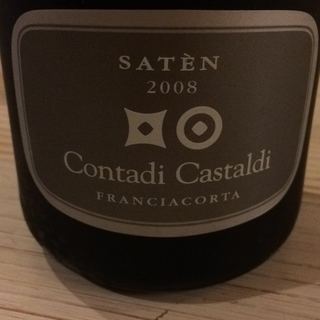 SATÈN
2008
Contadi Castaldi
FRANCIACORTA